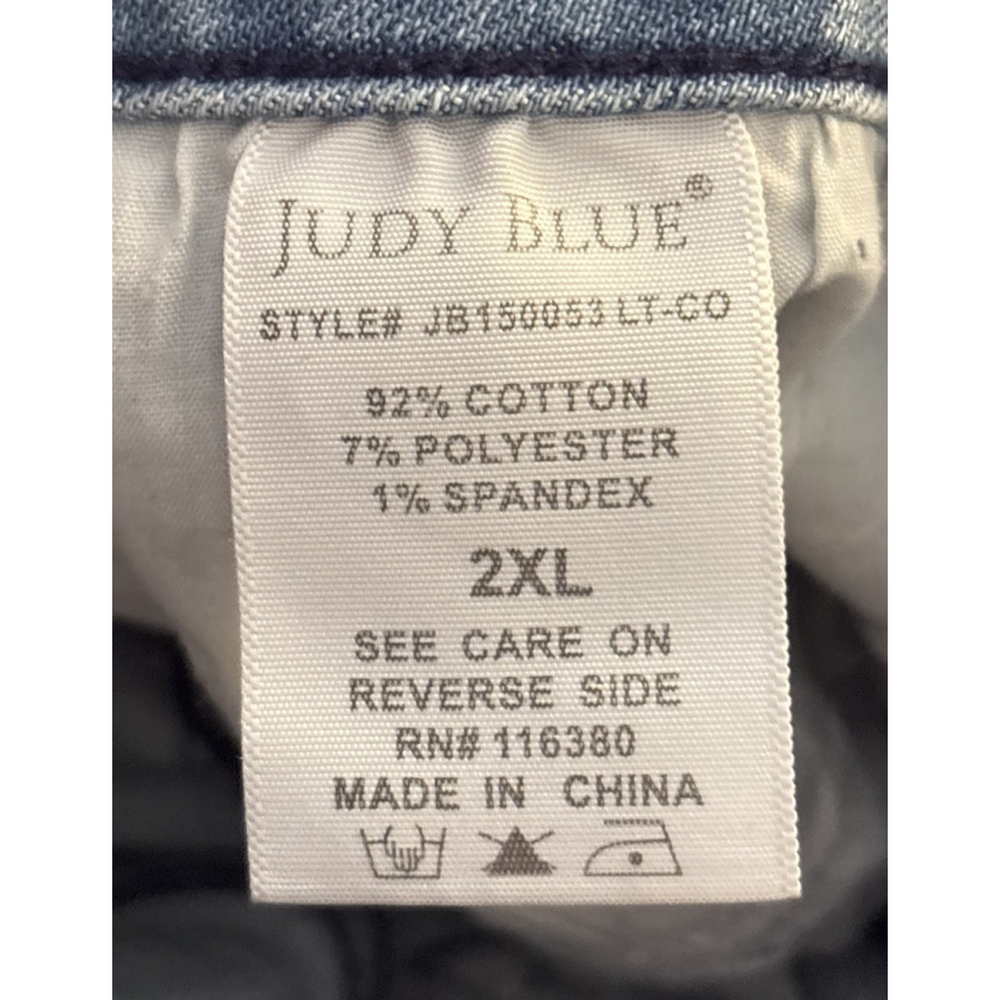 JUDY BLUE®
STYLE# JB150053 LT-CO
92% COTTON
7% POLYESTER
1% SPANDEX
2XL
SEE CARE ON
REVERSE SIDE
RN# 116380
MADE IN CHINA